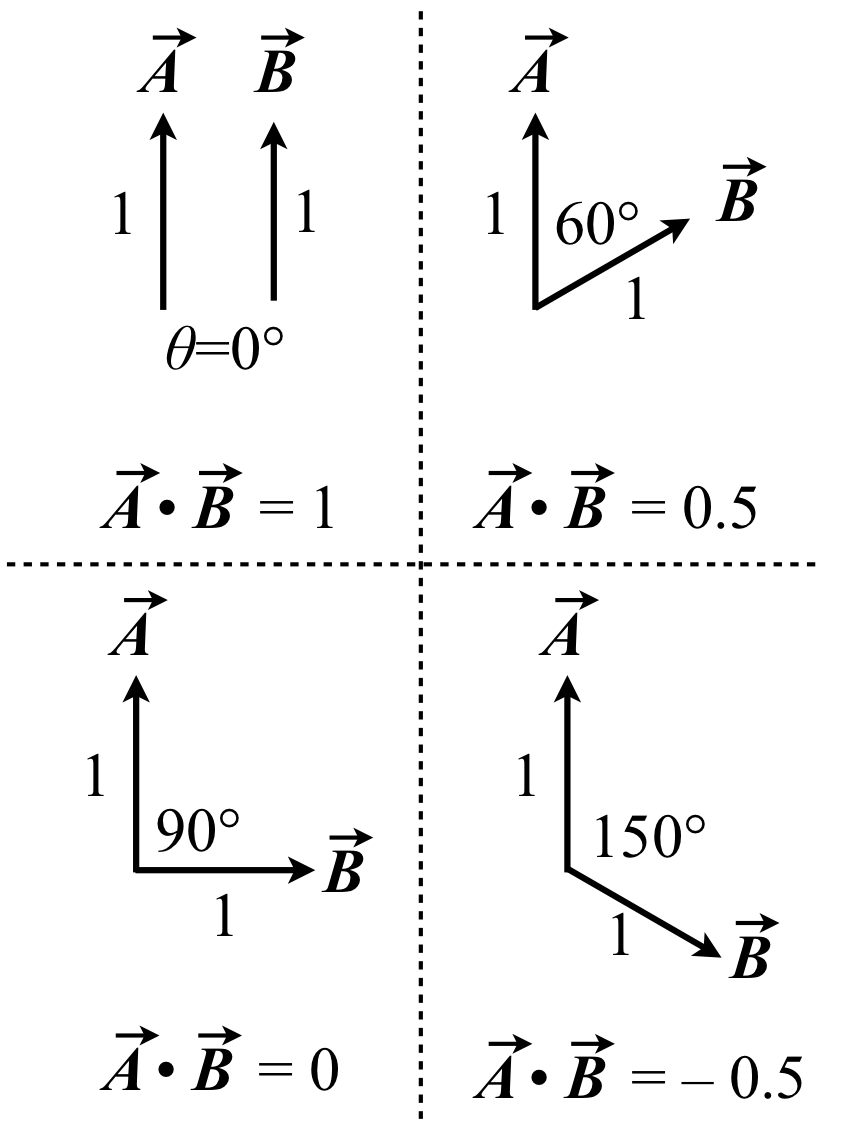 A⃗ B⃗
1 1
θ=0°
A⃗ • B⃗ = 1
A⃗
B⃗
1 60°
1
A⃗ • B⃗ = 0.5
A⃗
1
90°
B⃗
1
A⃗ • B⃗ = 0
A⃗
1
150°
1
B⃗
A⃗ • B⃗ = – 0.5